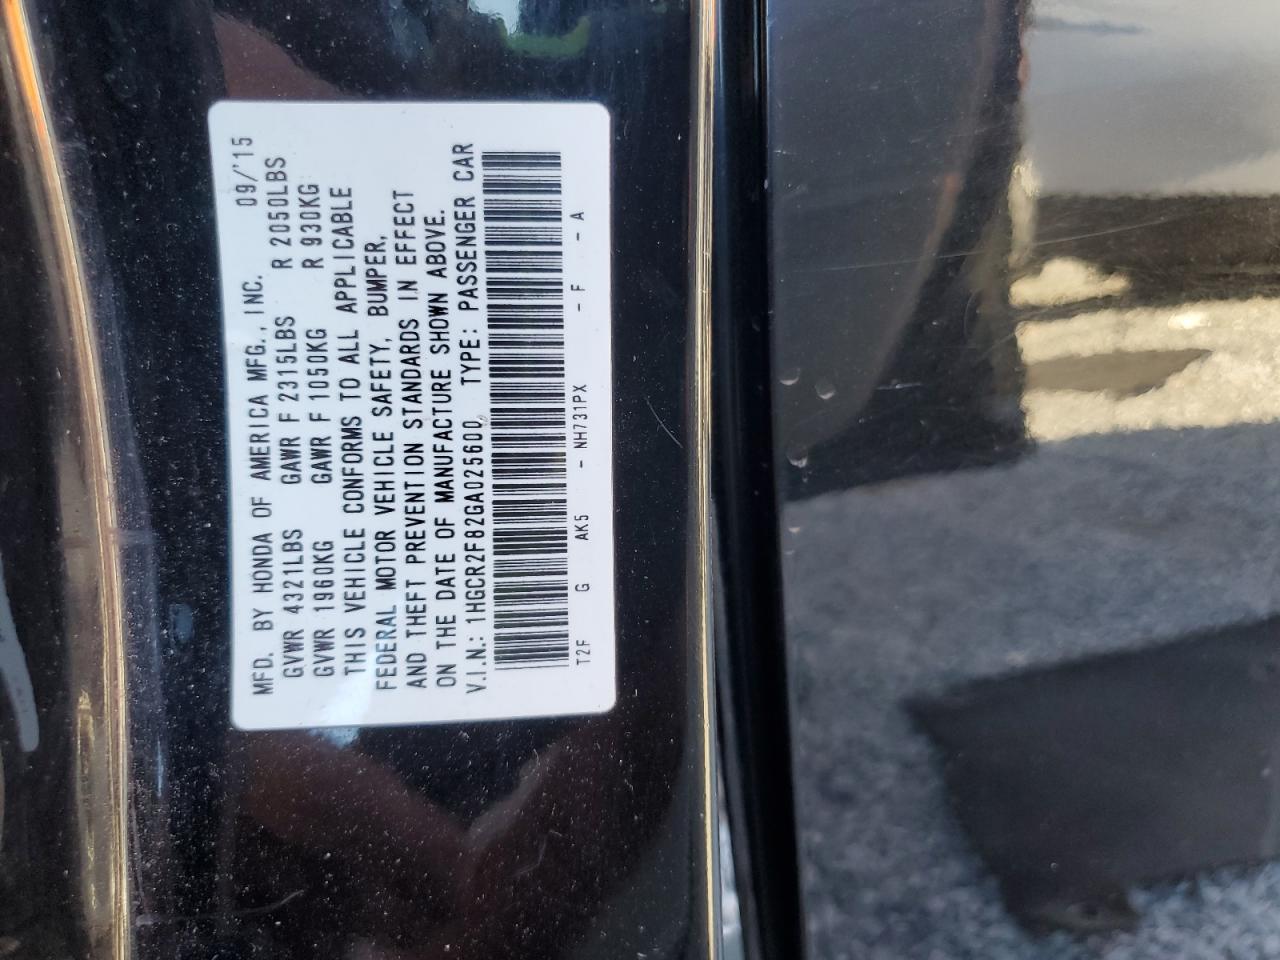 MFD. BY HONDA OF AMERICA MFG., INC. 09/'15
GVWR 4321LBS GAWR F 2315LBS R 2050LBS
GVWR 1960KG GAWR F 1050KG R 930KG
THIS VEHICLE CONFORMS TO ALL APPLICABLE
FEDERAL MOTOR VEHICLE SAFETY, BUMPER,
AND THEFT PREVENTION STANDARDS IN EFFECT
ON THE DATE OF MANUFACTURE SHOWN ABOVE.
V.I.N.: 1HGCR2F82GA025600 TYPE: PASSENGER CAR
T2F G AK5 - NH731PX - F - A